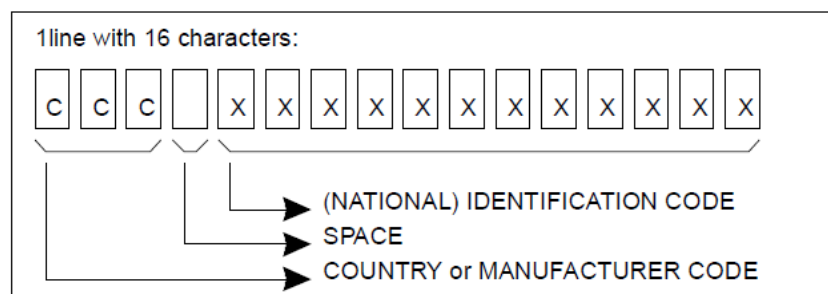 1line with 16 characters:
C C C X X X X X X X X X X X X
(NATIONAL) IDENTIFICATION CODE
SPACE
COUNTRY or MANUFACTURER CODE